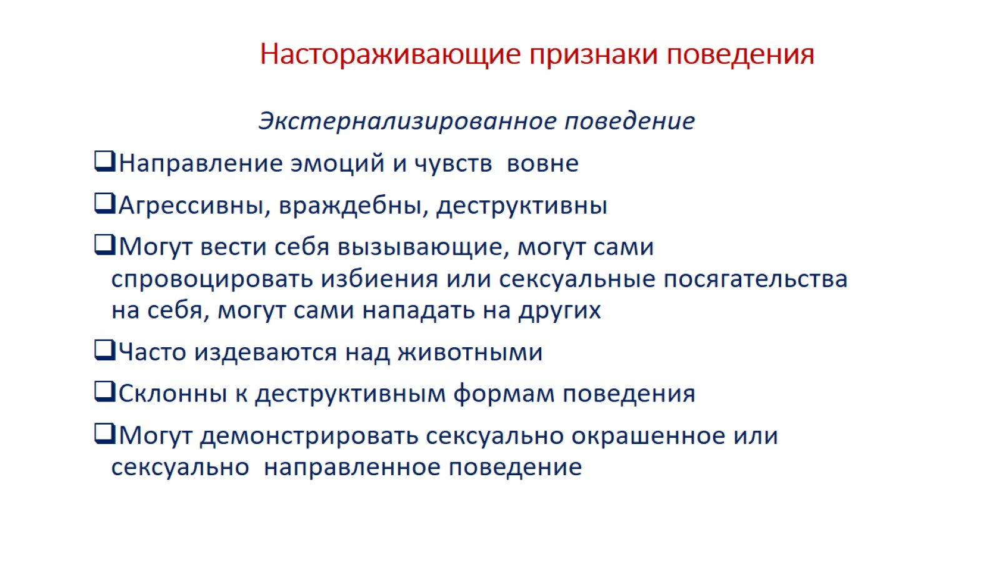 Настораживающие признаки поведения
Экстернализированное поведение
❑Направление эмоций и чувств  вовне
❑Агрессивны, враждебны, деструктивны
❑Могут вести себя вызывающие, могут сами
спровоцировать избиения или сексуальные посягательства
на себя, могут сами нападать на других
❑Часто издеваются над животными
❑Склонны к деструктивным формам поведения
❑Могут демонстрировать сексуально окрашенное или
сексуально  направленное поведение